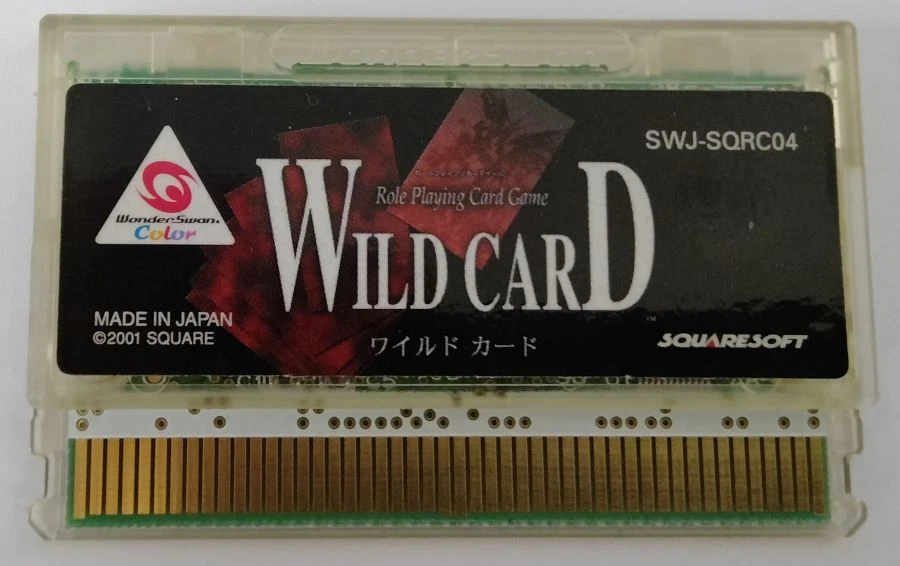 SWJ-SQRC04
Role Playing Card Game
WILD CARD
™
ワイルド カード
WonderSwan
Color
MADE IN JAPAN
©2001 SQUARE
SQUARESOFT